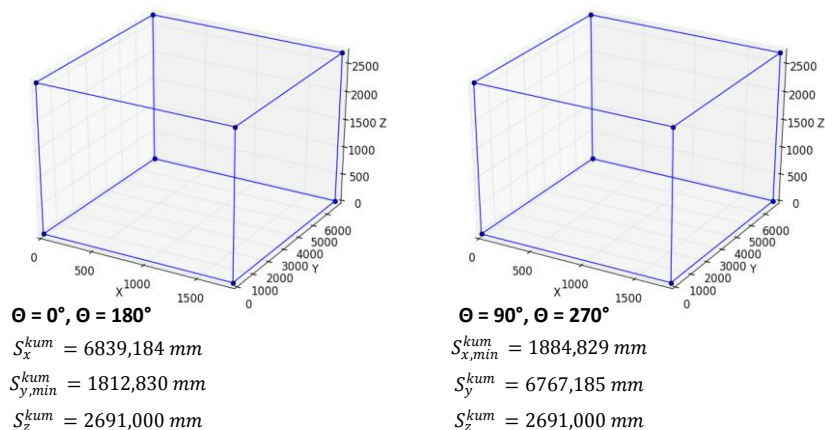 2500
2000
1500 Z
1000
500
0
6000
5000
4000
3000 Y
2000
1000
0
0
500
X 1000
1500
Θ = 0°, Θ = 180°
S_x^{kum} = 6839,184 mm
S_{y,min}^{kum} = 1812,830 mm
S_z^{kum} = 2691,000 mm
2500
2000
1500 Z
1000
500
0
6000
5000
4000
3000 Y
2000
1000
0
0
500
X 1000
1500
Θ = 90°, Θ = 270°
S_{x,min}^{kum} = 1884,829 mm
S_y^{kum} = 6767,185 mm
S_z^{kum} = 2691,000 mm